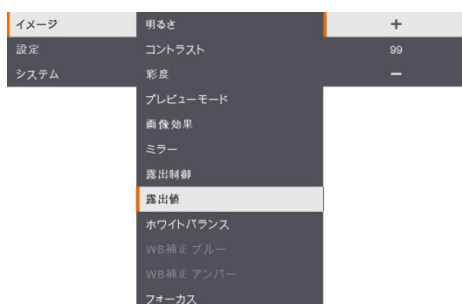 イメージ
設定
システム
明るさ
コントラスト
彩度
プレビューモード
画像効果
ミラー
露出制御
露出値
ホワイトバランス
WB補正 ブルー
WB補正 アンバー
フォーカス
+
99
−